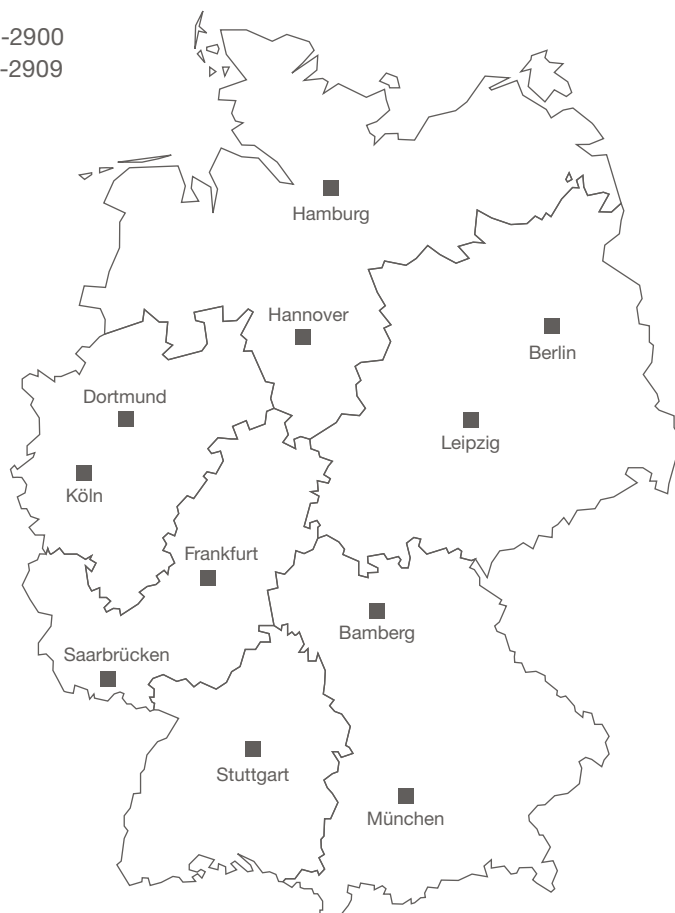 -2900
-2909
Hamburg
Hannover
Berlin
Dortmund
Leipzig
Köln
Frankfurt
Bamberg
Saarbrücken
Stuttgart
München